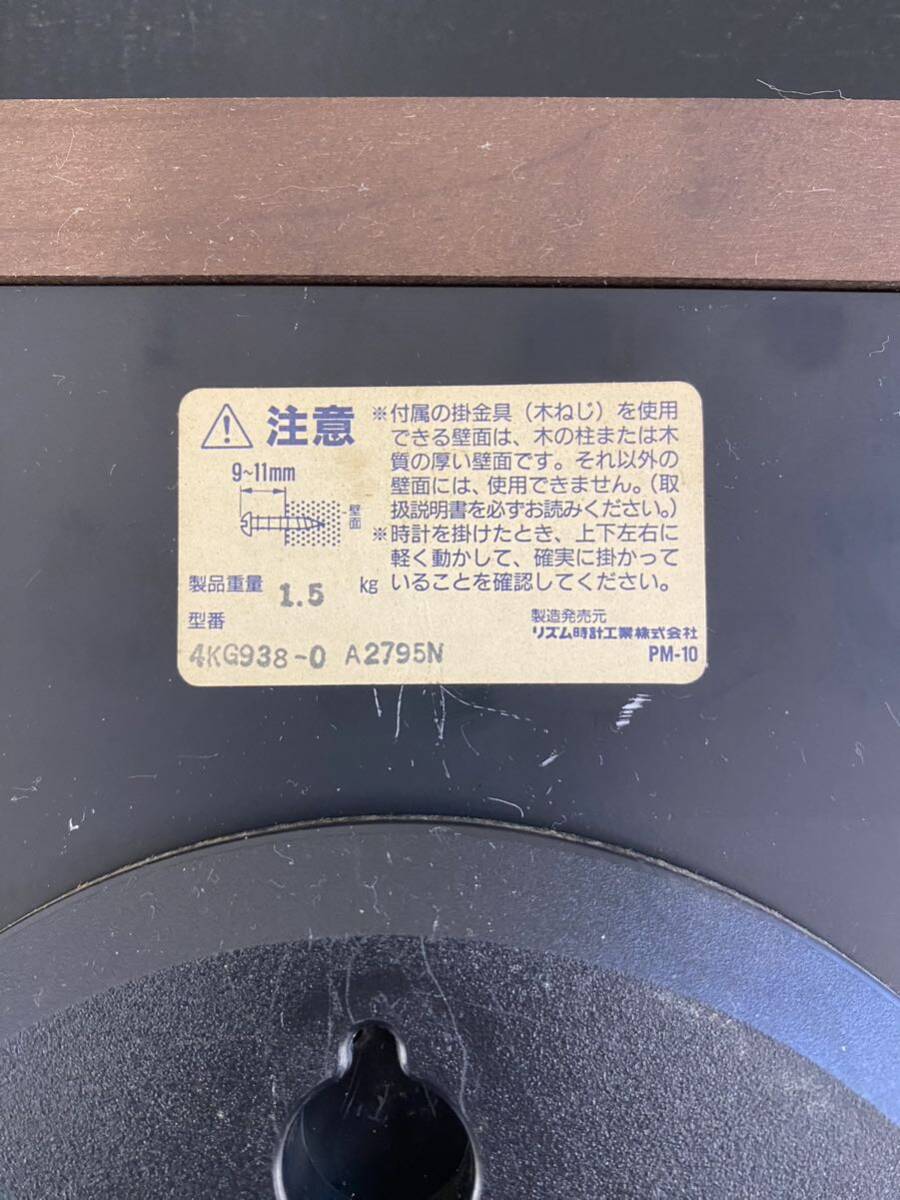 注意
9~11mm
壁面
※付属の掛金具（木ねじ）を使用
できる壁面は、木の柱または木
質の厚い壁面です。それ以外の
壁面には、使用できません。（取
扱説明書を必ずお読みください。）
※時計を掛けたとき、上下左右に
軽く動かして、確実に掛かって
いることを確認してください。
製品重量 1.5 kg
型番
4KG938-0 A2795N
製造発売元
リズム時計工業株式会社
PM-10